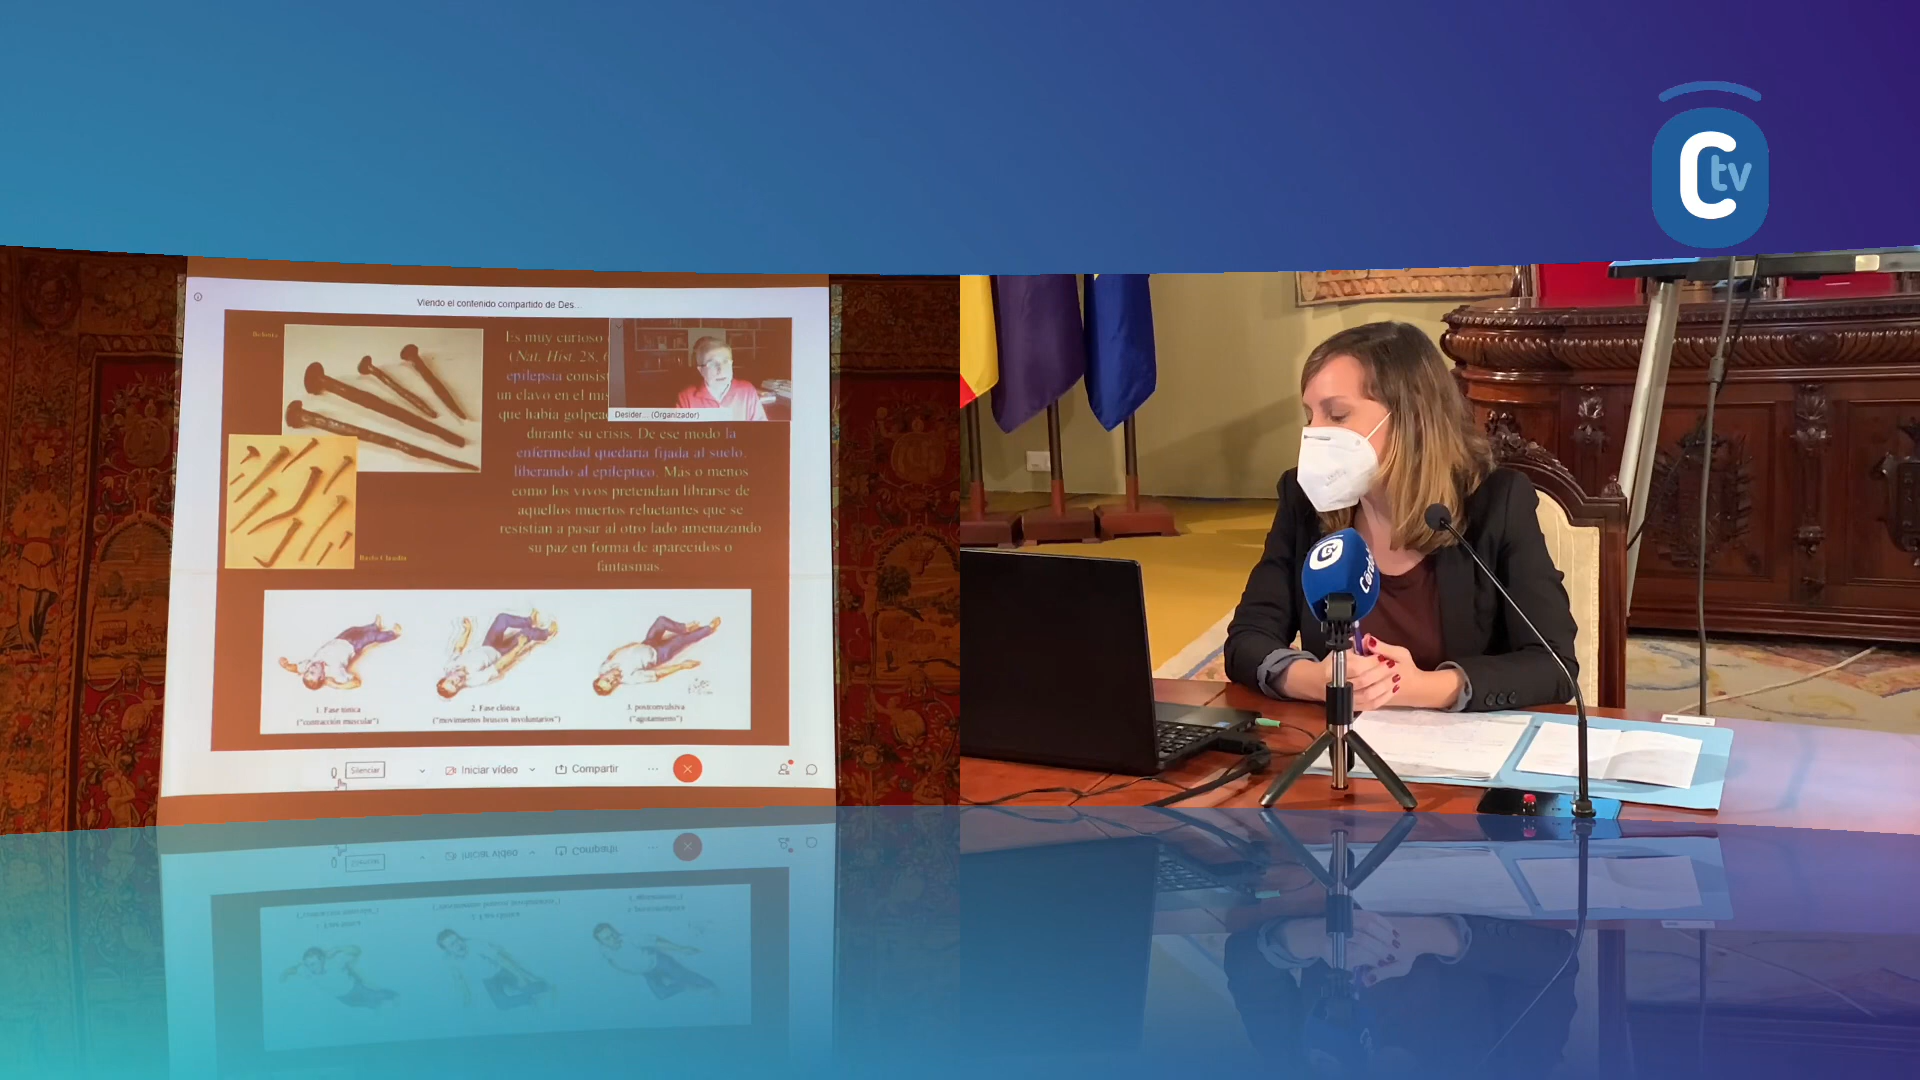 C tv
Viendo el contenido compartido de Des...
Es muy curioso
(Nat. Hist. 28,
epilepsia consist
un clavo en el mis
que había golpea
durante su crisis. De ese modo la
enfermedad quedaría fijada al suelo,
liberando al epiléptico. Más o menos
como los vivos pretendían librarse de
aquellos muertos reluctantes que se
resistían a pasar al otro lado amenazando
su paz en forma de aparecidos o
fantasmas.
Desider... (Organizador)
Baelo Claudia
1. Fase tónica
("contracción muscular")
2. Fase clónica
("movimientos bruscos involuntarios")
3. postconvulsiva
("agotamiento")
Silenciar
Iniciar vídeo
Compartir